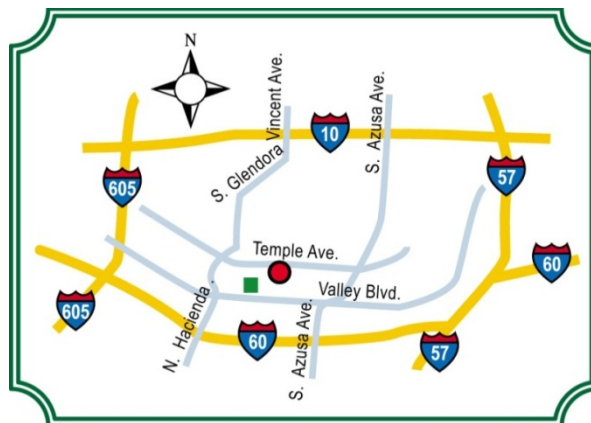 N
Vincent Ave.
S. Glendora
10
S. Azusa Ave.
605
57
Temple Ave.
60
Valley Blvd.
605
N. Hacienda.
60
S. Azusa Ave.
57